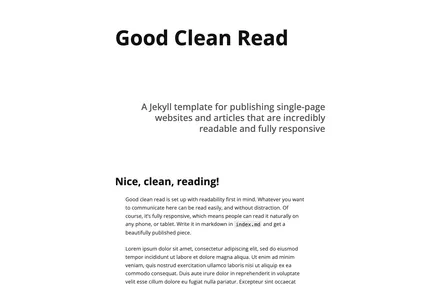 Good Clean Read
A Jekyll template for publishing single-page
websites and articles that are incredibly
readable and fully responsive
Nice, clean, reading!
Good clean read is set up with readability first in mind. Whatever you want
to communicate here can be read easily, and without distraction. Of
course, it's fully responsive, which means people can read it naturally on
any phone, or tablet. Write it in markdown in index.md and get a
beautifully published piece.
Lorem ipsum dolor sit amet, consectetur adipiscing elit, sed do eiusmod
tempor incididunt ut labore et dolore magna aliqua. Ut enim ad minim
veniam, quis nostrud exercitation ullamco laboris nisi ut aliquip ex ea
commodo consequat. Duis aute irure dolor in reprehenderit in voluptate
velit esse cillum dolore eu fugiat nulla pariatur. Excepteur sint occaecat